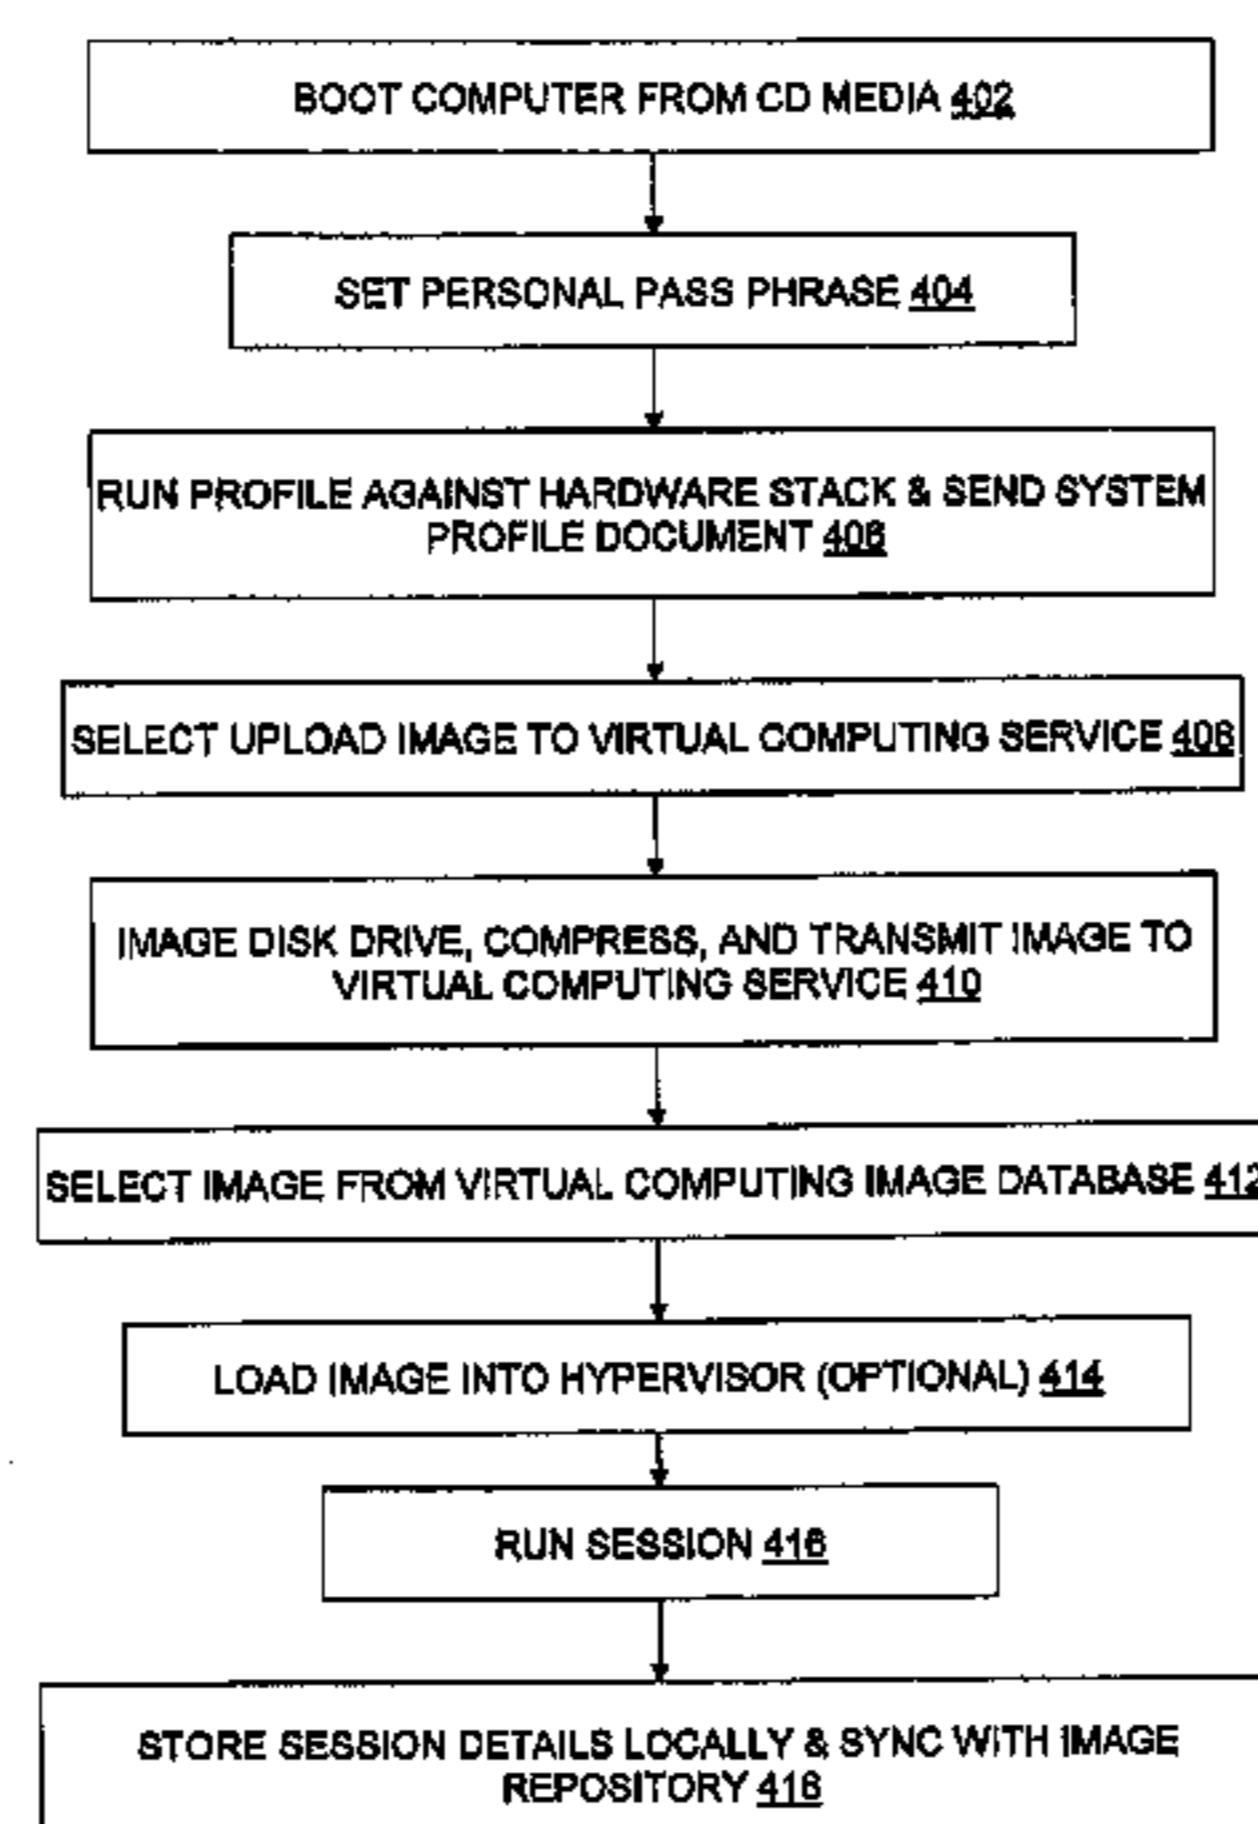 BOOT COMPUTER FROM CD MEDIA 402
SET PERSONAL PASS PHRASE 404
RUN PROFILE AGAINST HARDWARE STACK & SEND SYSTEM
PROFILE DOCUMENT 406
SELECT UPLOAD IMAGE TO VIRTUAL COMPUTING SERVICE 408
IMAGE DISK DRIVE, COMPRESS, AND TRANSMIT IMAGE TO
VIRTUAL COMPUTING SERVICE 410
SELECT IMAGE FROM VIRTUAL COMPUTING IMAGE DATABASE 412
LOAD IMAGE INTO HYPERVISOR (OPTIONAL) 414
RUN SESSION 416
STORE SESSION DETAILS LOCALLY & SYNC WITH IMAGE
REPOSITORY 418